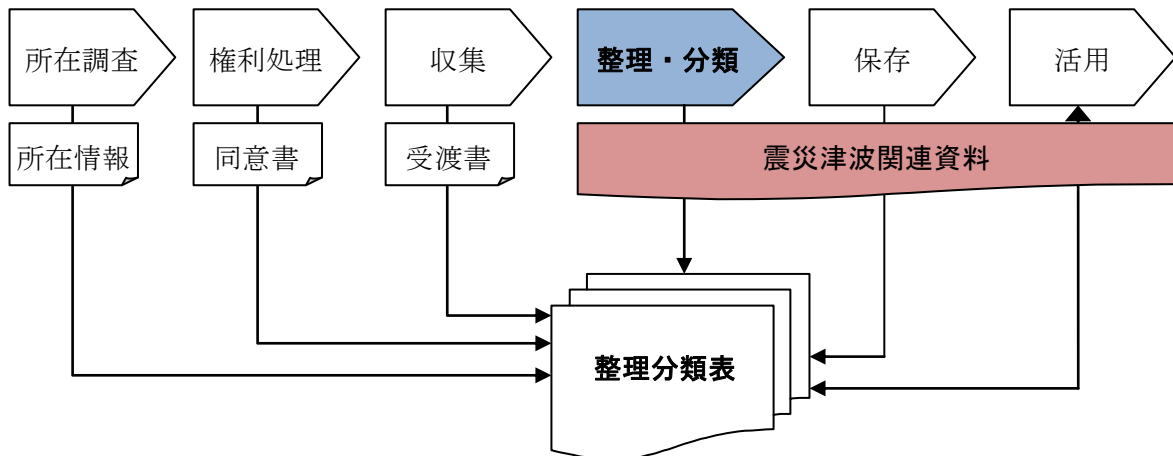 所在調査
権利処理
収集
整理・分類
保存
活用
所在情報
同意書
受渡書
震災津波関連資料
整理分類表